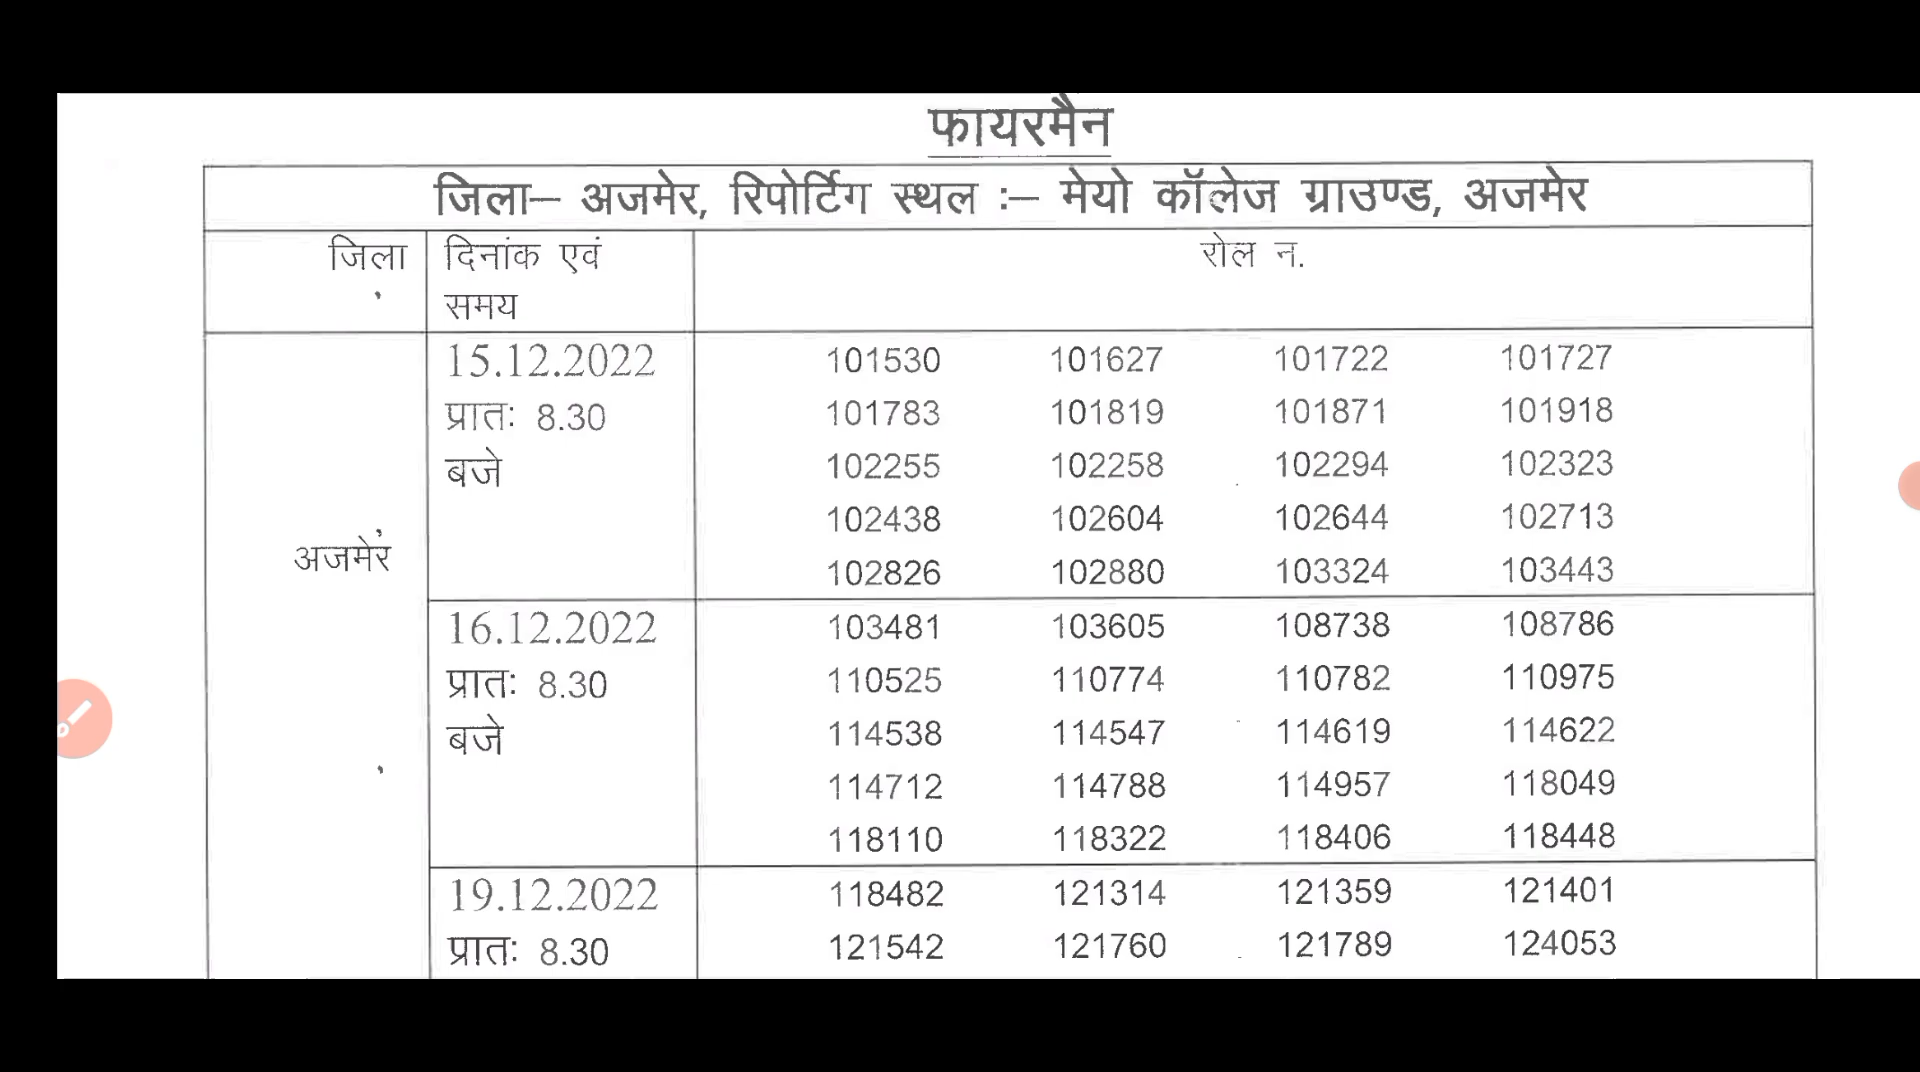 फायरमैन
जिला– अजमेर, रिपोर्टिग स्थल :– मेयो कॉलेज ग्राउण्ड, अजमेर
जिला दिनांक एवं रोल न.
समय
15.12.2022 101530 101627 101722 101727
प्रातः 8.30 101783 101819 101871 101918
बजे 102255 102258 102294 102323
102438 102604 102644 102713
अजमेर 102826 102880 103324 103443
16.12.2022 103481 103605 108738 108786
प्रातः 8.30 110525 110774 110782 110975
बजे 114538 114547 114619 114622
114712 114788 114957 118049
118110 118322 118406 118448
19.12.2022 118482 121314 121359 121401
प्रातः 8.30 121542 121760 121789 124053